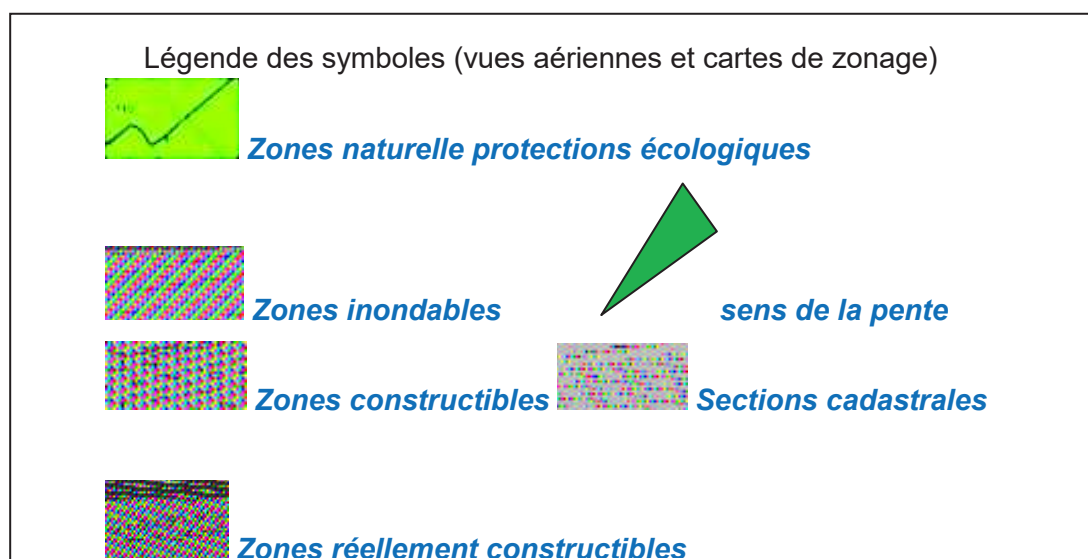 Légende des symboles (vues aériennes et cartes de zonage)
Zones naturelle protections écologiques
Zones inondables sens de la pente
Zones constructibles Sections cadastrales
Zones réellement constructibles